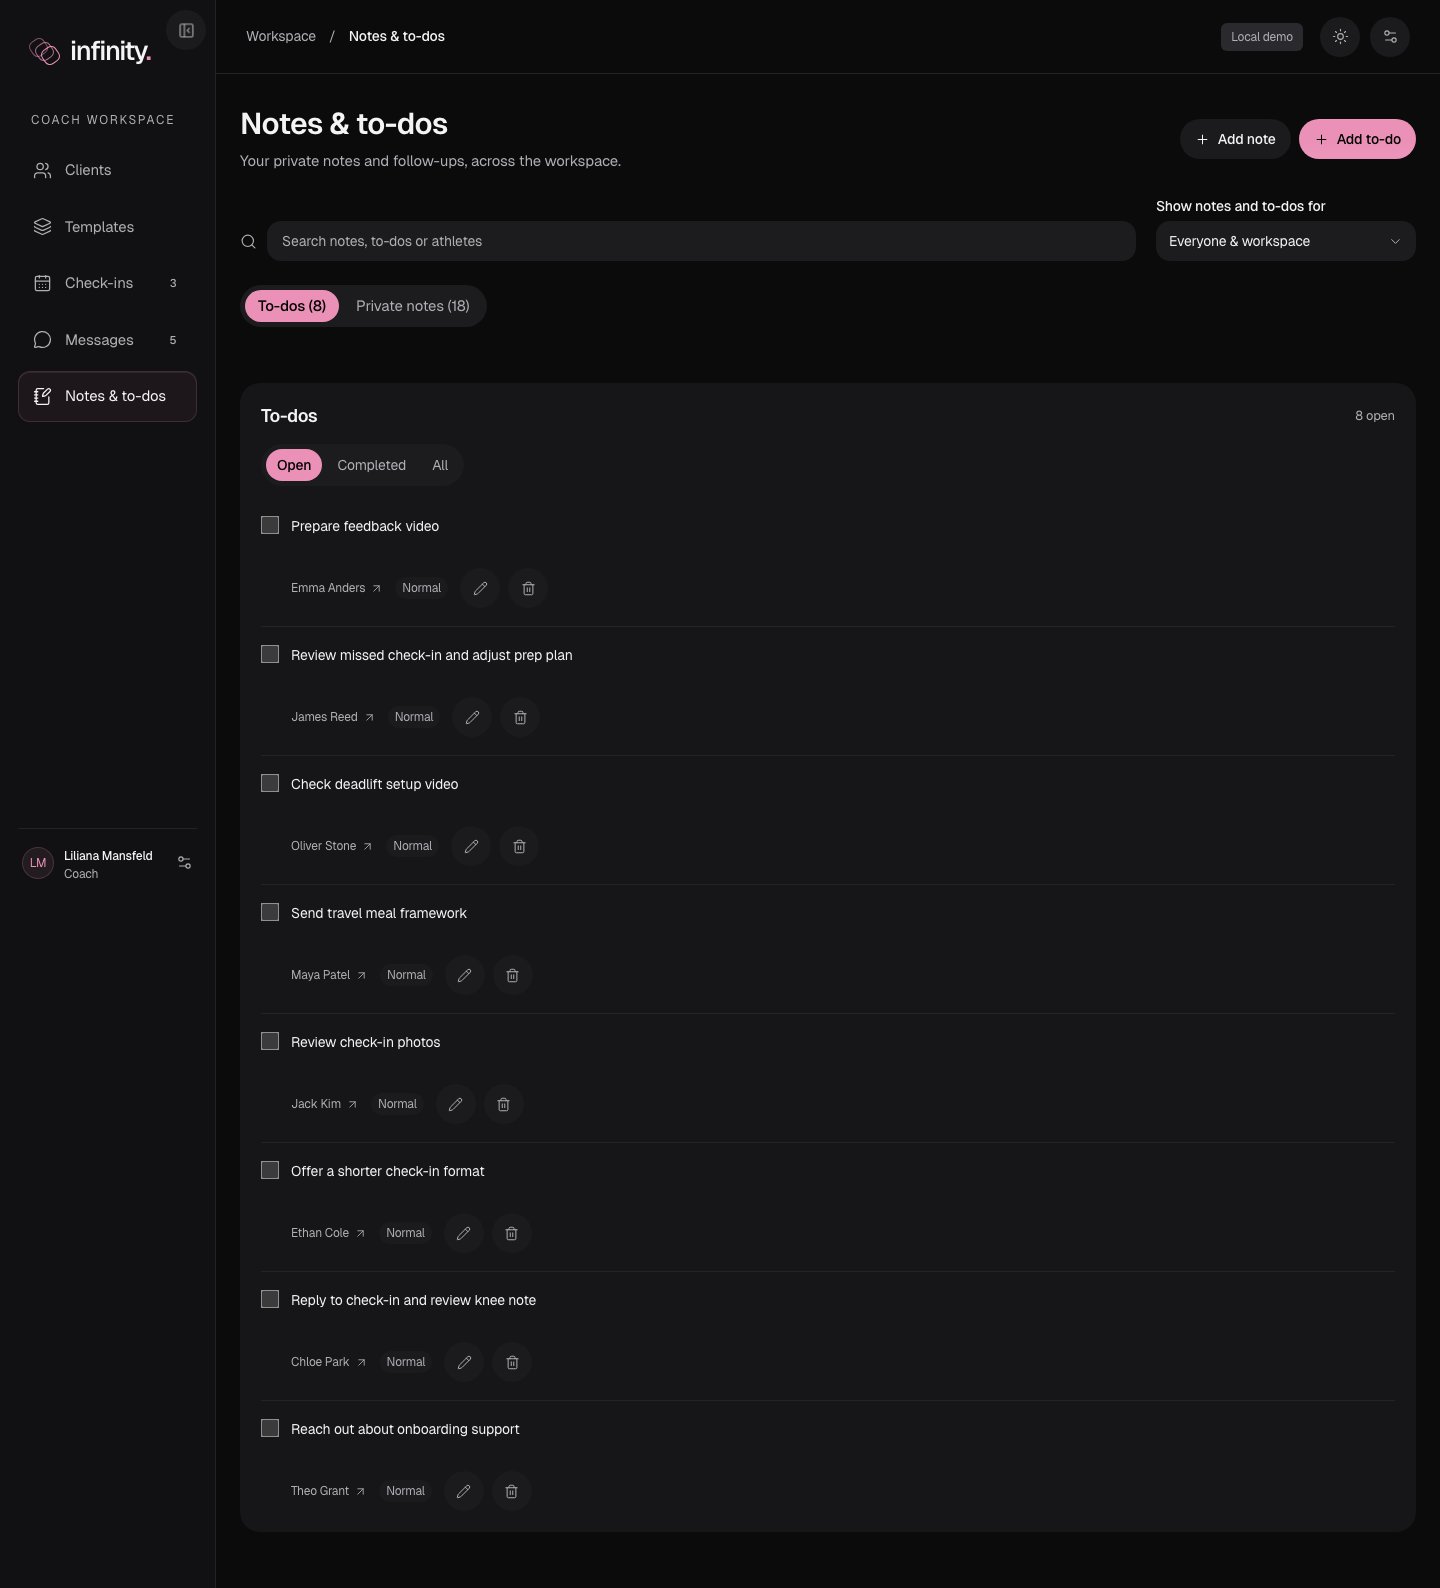 infinity.
COACH WORKSPACE
Clients
Templates
Check-ins 3
Messages 5
Notes & to-dos
LM
Liliana Mansfeld
Coach
Workspace / Notes & to-dos
Local demo
Notes & to-dos
Your private notes and follow-ups, across the workspace.
+ Add note
+ Add to-do
Show notes and to-dos for
Search notes, to-dos or athletes
Everyone & workspace
To-dos (8)
Private notes (18)
To-dos
8 open
Open
Completed
All
Prepare feedback video
Emma Anders Normal
Review missed check-in and adjust prep plan
James Reed Normal
Check deadlift setup video
Oliver Stone Normal
Send travel meal framework
Maya Patel Normal
Review check-in photos
Jack Kim Normal
Offer a shorter check-in format
Ethan Cole Normal
Reply to check-in and review knee note
Chloe Park Normal
Reach out about onboarding support
Theo Grant Normal